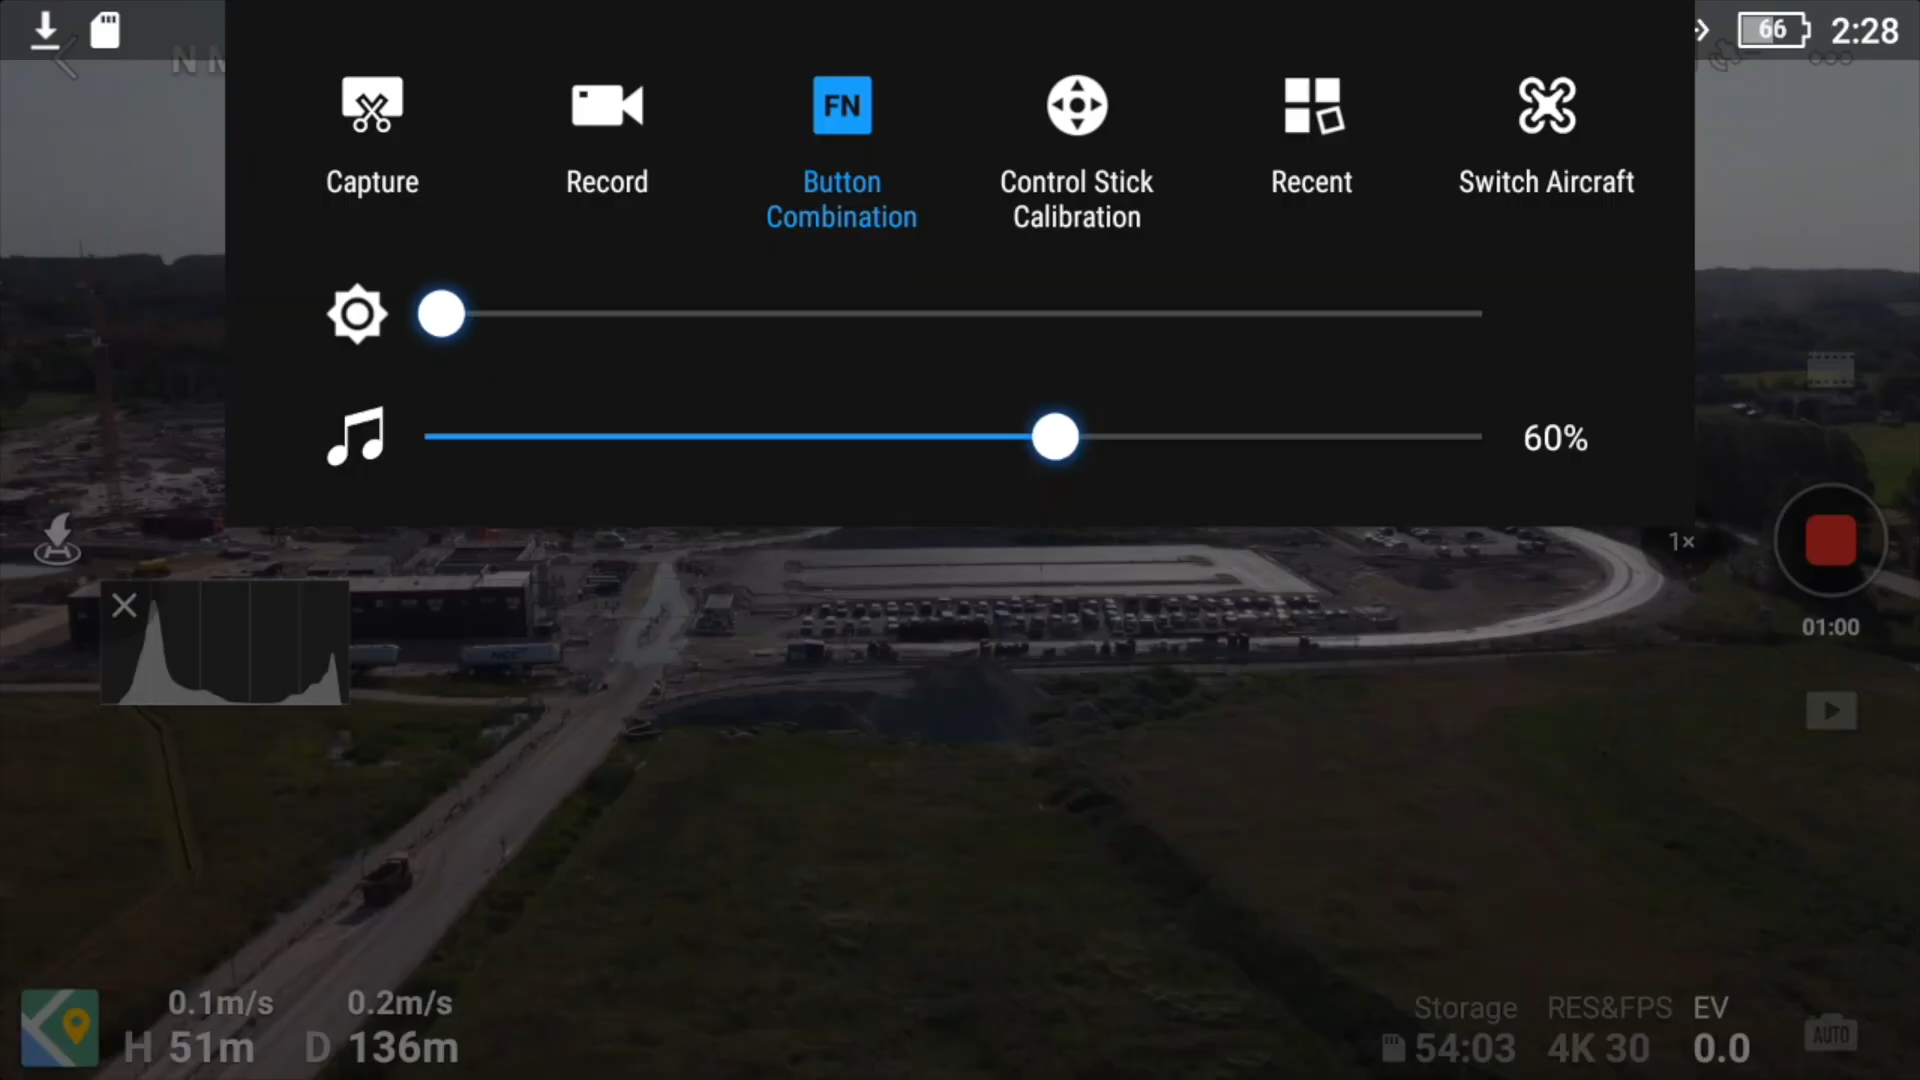 66 2:28
N M
FN
Capture
Record
Button
Combination
Control Stick
Calibration
Recent
Switch Aircraft
60%
1×
01:00
0.1m/s 0.2m/s
H 51m D 136m
Storage RES&FPS EV
54:03 4K 30 0.0
AUTO